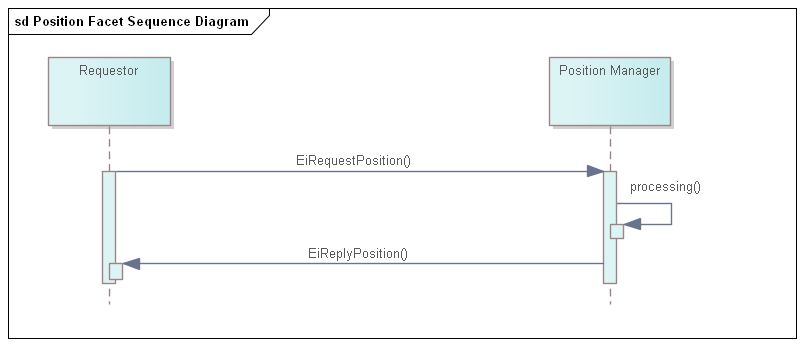 sd Position Facet Sequence Diagram
Requestor
Position Manager
EiRequestPosition()
processing()
EiReplyPosition()